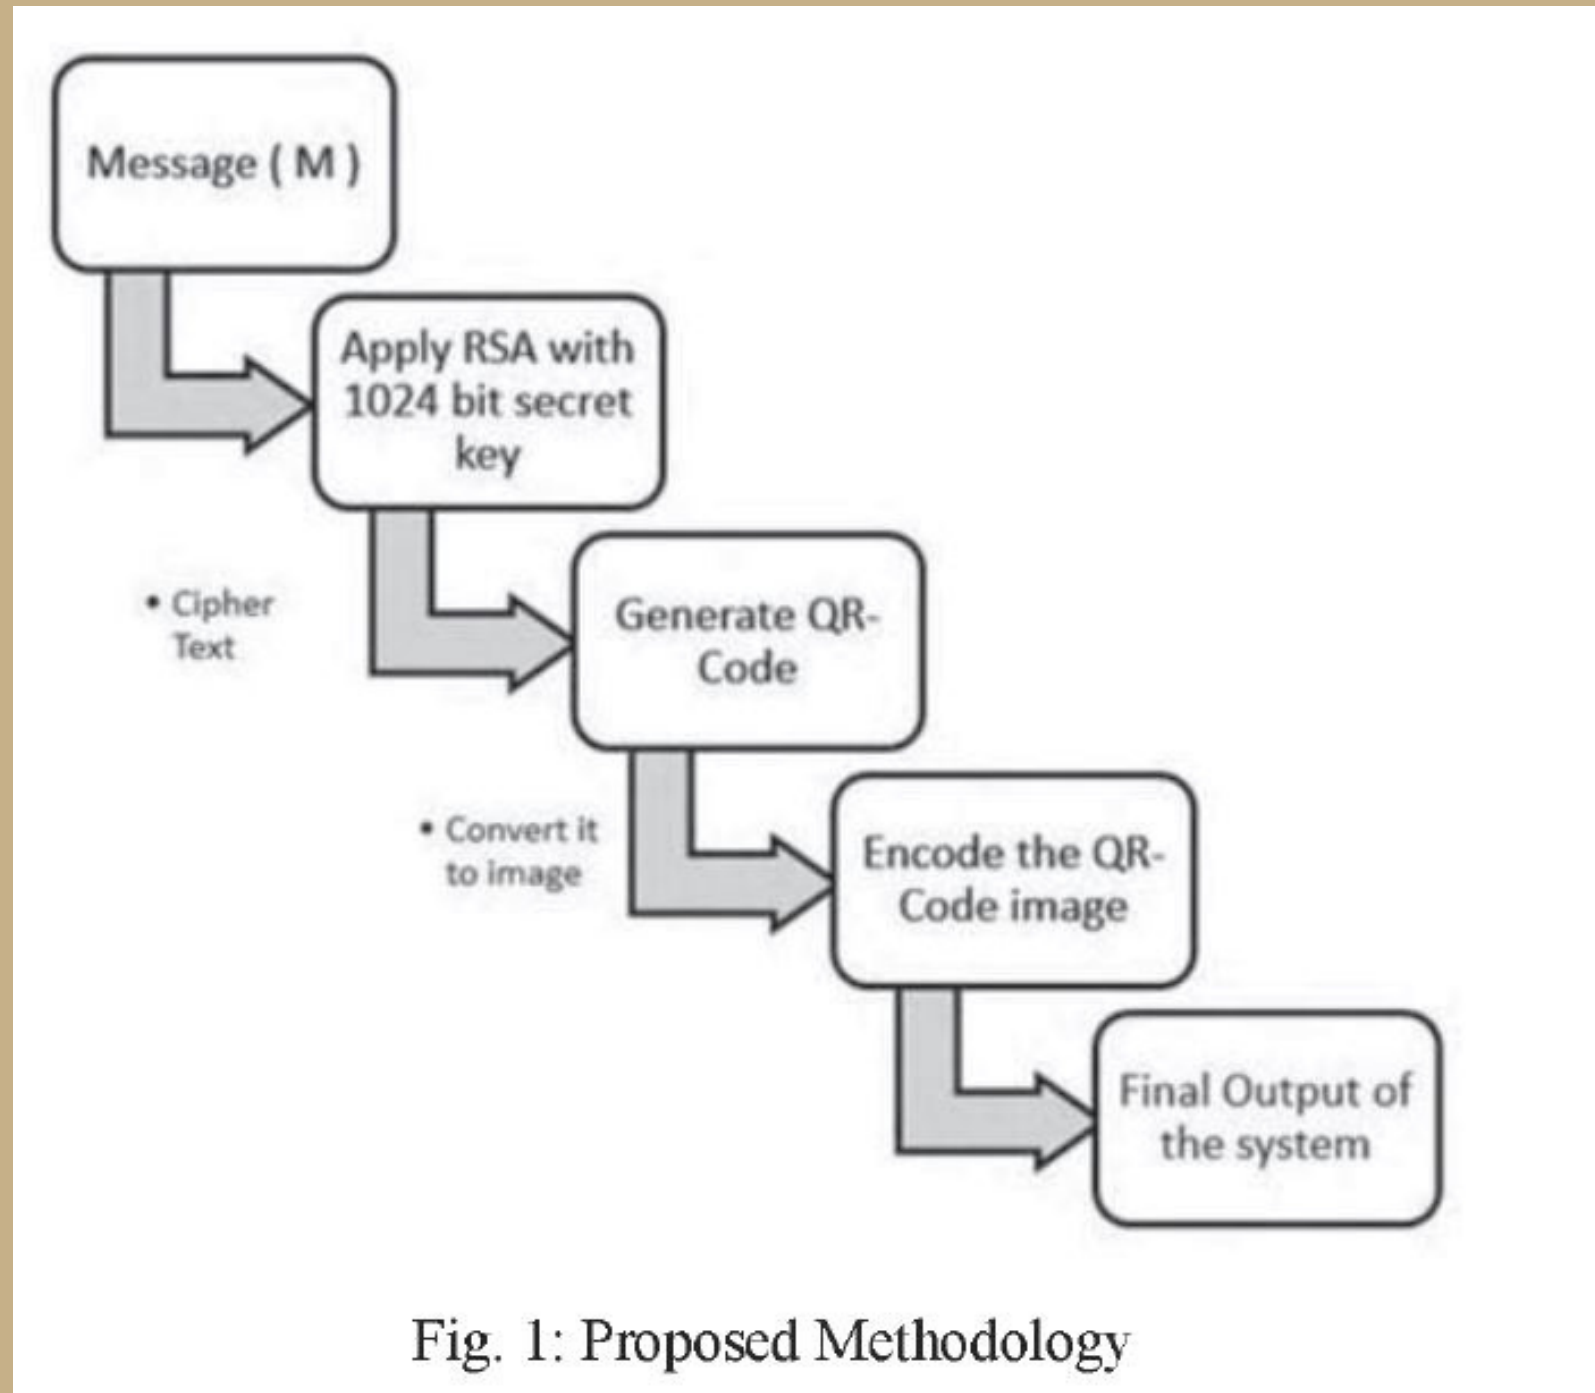 Message ( M )
Apply RSA with
1024 bit secret
key
• Cipher
Text
Generate QR-
Code
• Convert it
to image
Encode the QR-
Code image
Final Output of
the system
Fig. 1: Proposed Methodology